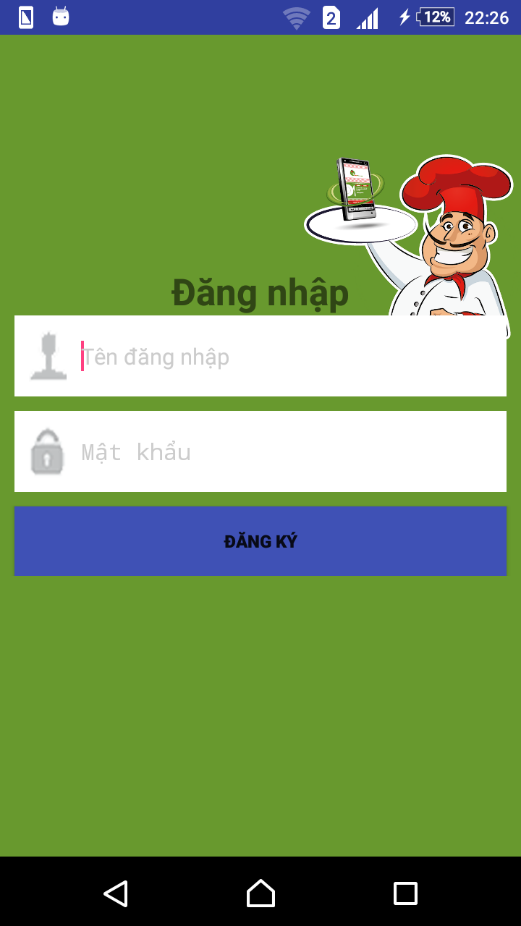 2 12% 22:26
Đăng nhập
Tên đăng nhập
Mật khẩu
ĐĂNG KÝ